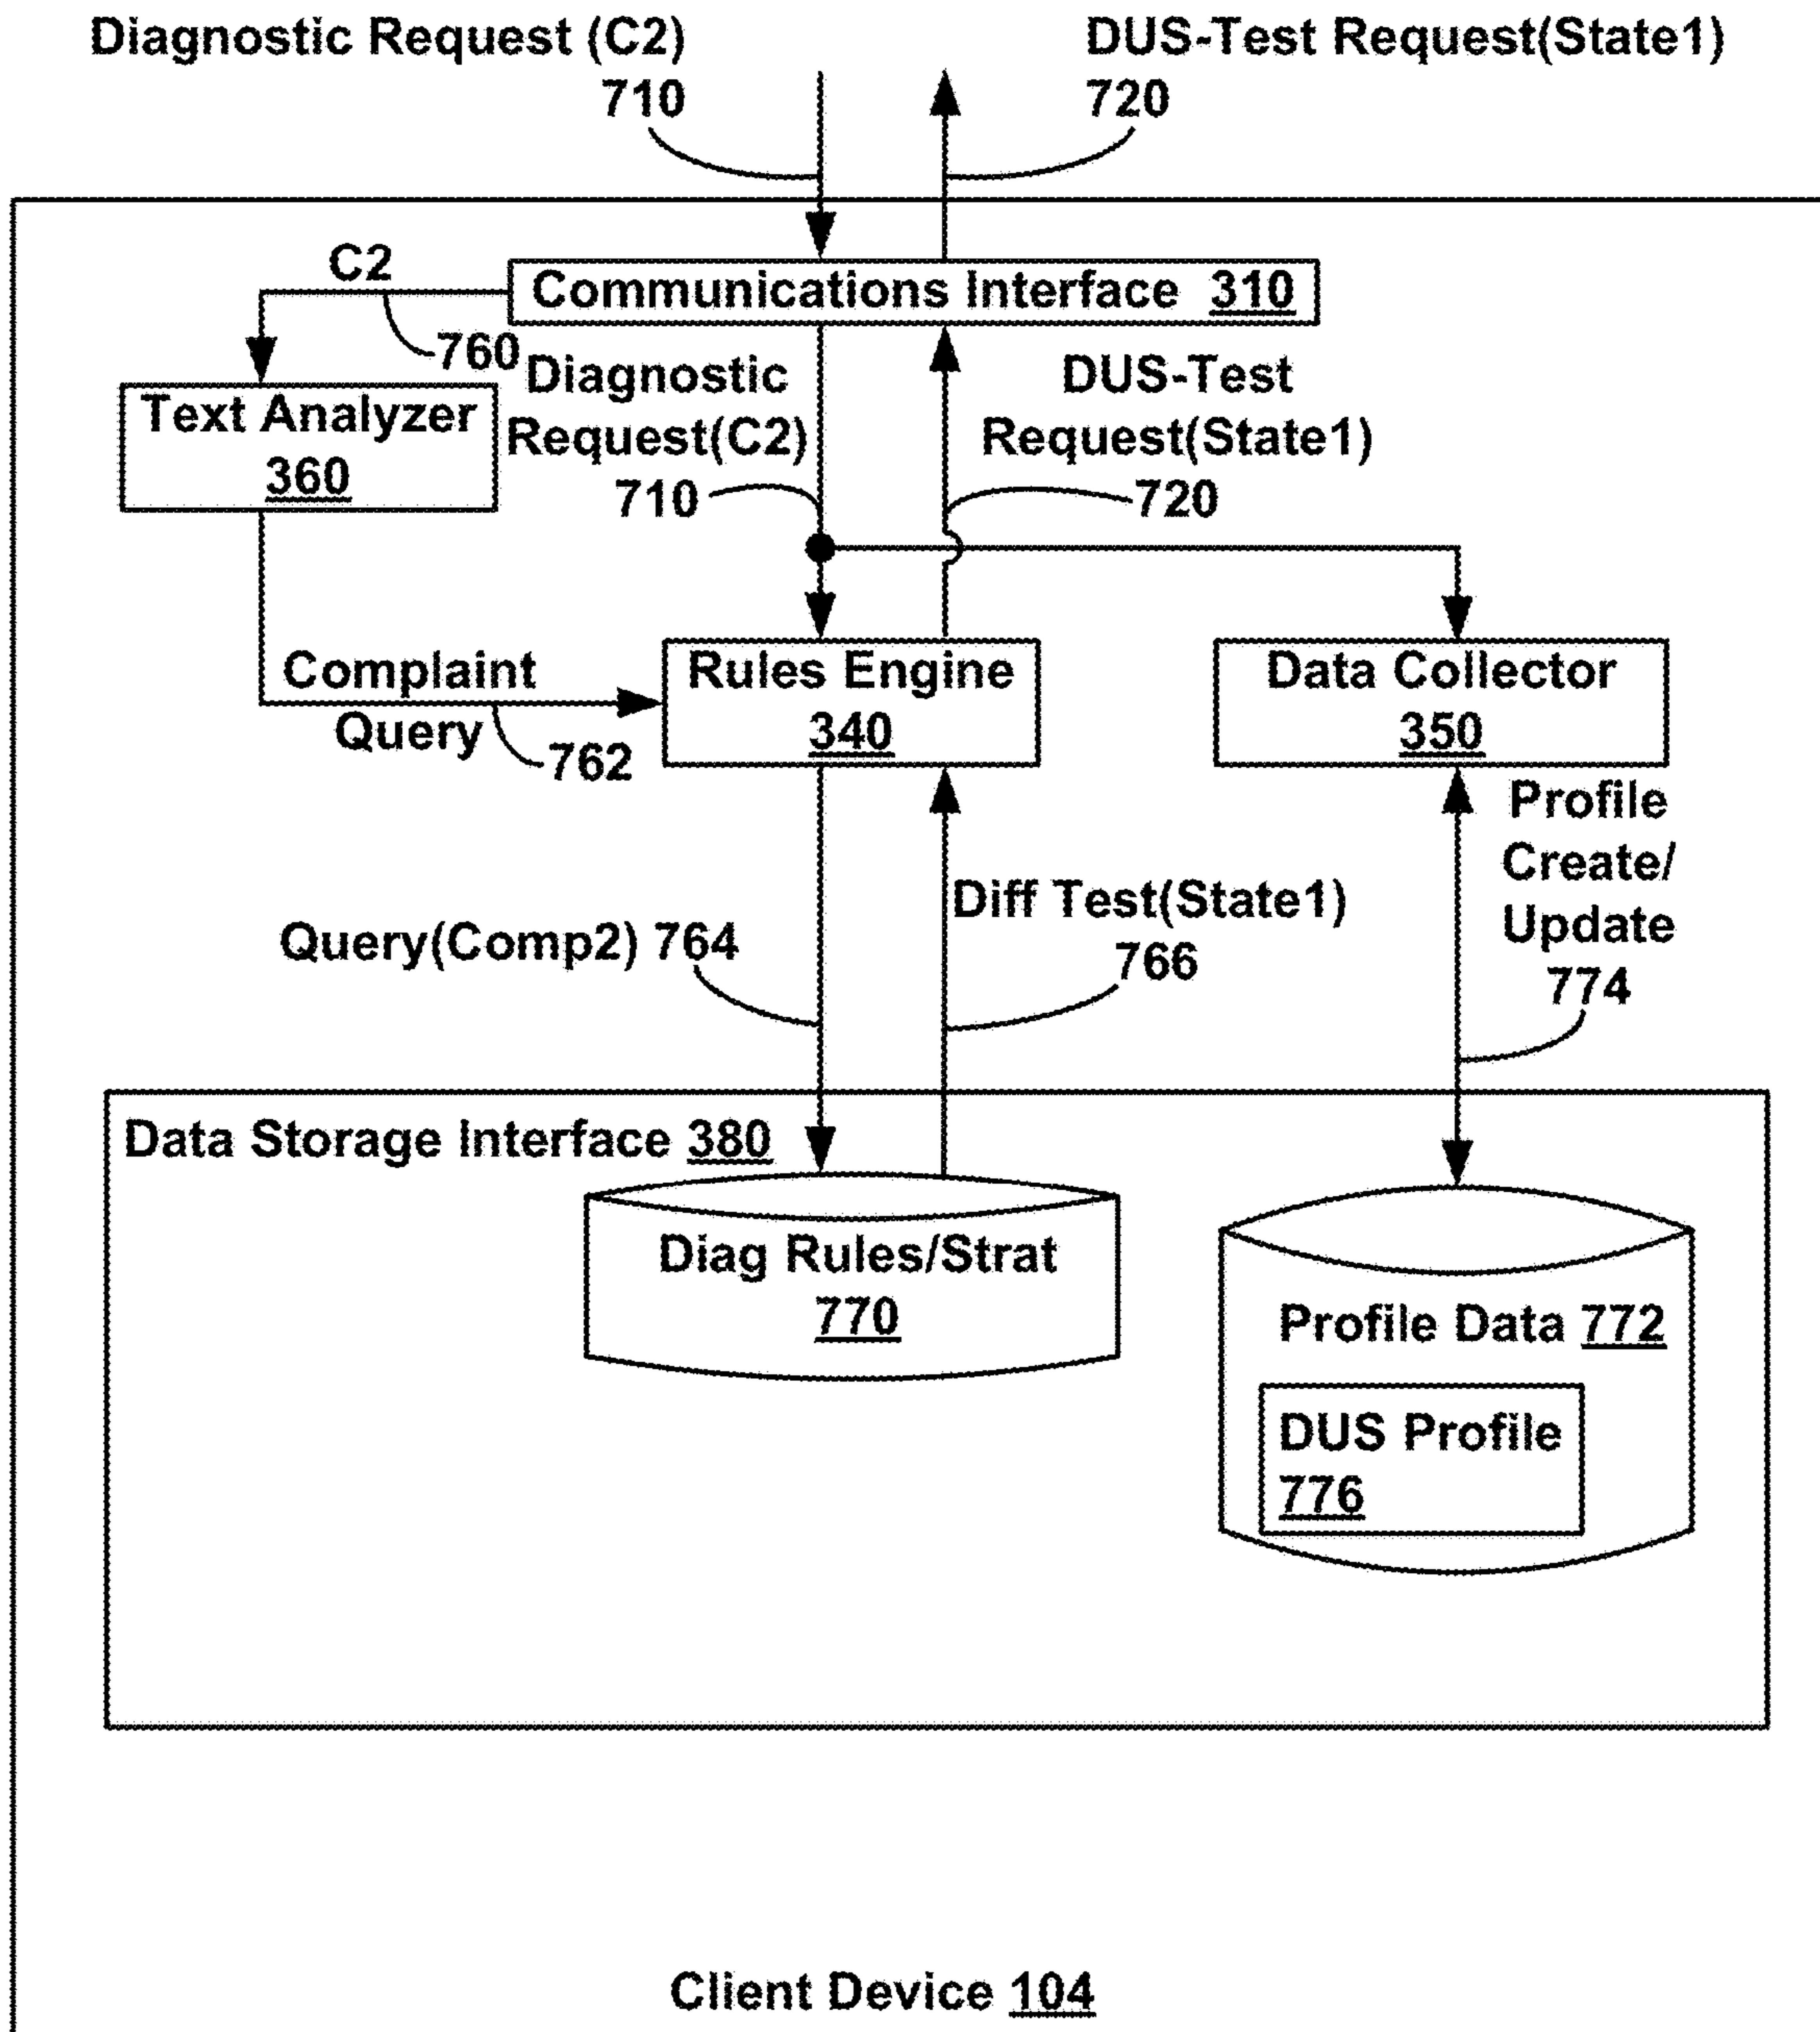 Diagnostic Request (C2)
710
DUS-Test Request(State1)
720
Communications Interface 310
C2
760
Text Analyzer
360
Diagnostic
Request(C2)
710
DUS-Test
Request(State1)
720
Complaint
Query
762
Rules Engine
340
Data Collector
350
Profile
Create/
Update
774
Query(Comp2) 764
Diff Test(State1)
766
Data Storage Interface 380
Diag Rules/Strat
770
Profile Data 772
DUS Profile
776
Client Device 104